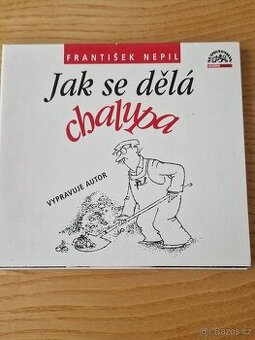 FRANTIŠEK NEPIL
Jak se dělá
chalupa
VYPRAVUJE AUTOR
Bazos.cz